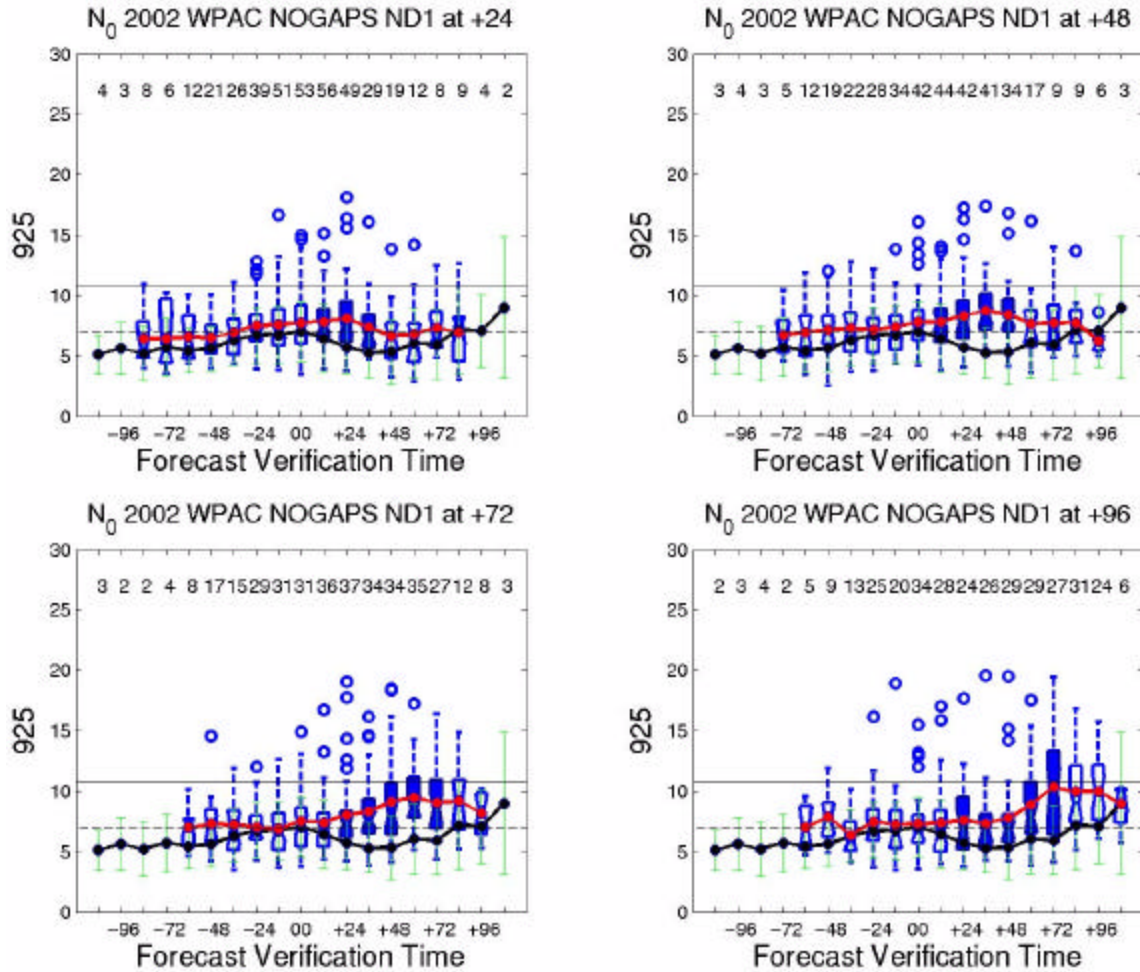 N0 2002 WPAC NOGAPS ND1 at +24
30
4 3 8 6 12 21 26 39 51 53 56 49 29 19 12 8 9 4 2
25
20
925
15
10
5
0
−96 −72 −48 −24 00 +24 +48 +72 +96
Forecast Verification Time
N0 2002 WPAC NOGAPS ND1 at +48
30
3 4 3 5 12 19 22 28 34 42 44 42 41 34 17 9 9 6 3
25
20
925
15
10
5
0
−96 −72 −48 −24 00 +24 +48 +72 +96
Forecast Verification Time
N0 2002 WPAC NOGAPS ND1 at +72
30
3 2 2 4 8 17 15 29 31 31 36 37 34 34 35 27 12 8 3
25
20
925
15
10
5
0
−96 −72 −48 −24 00 +24 +48 +72 +96
Forecast Verification Time
N0 2002 WPAC NOGAPS ND1 at +96
30
2 3 4 2 5 9 13 25 20 34 28 24 26 29 29 27 31 24 6
25
20
925
15
10
5
0
−96 −72 −48 −24 00 +24 +48 +72 +96
Forecast Verification Time